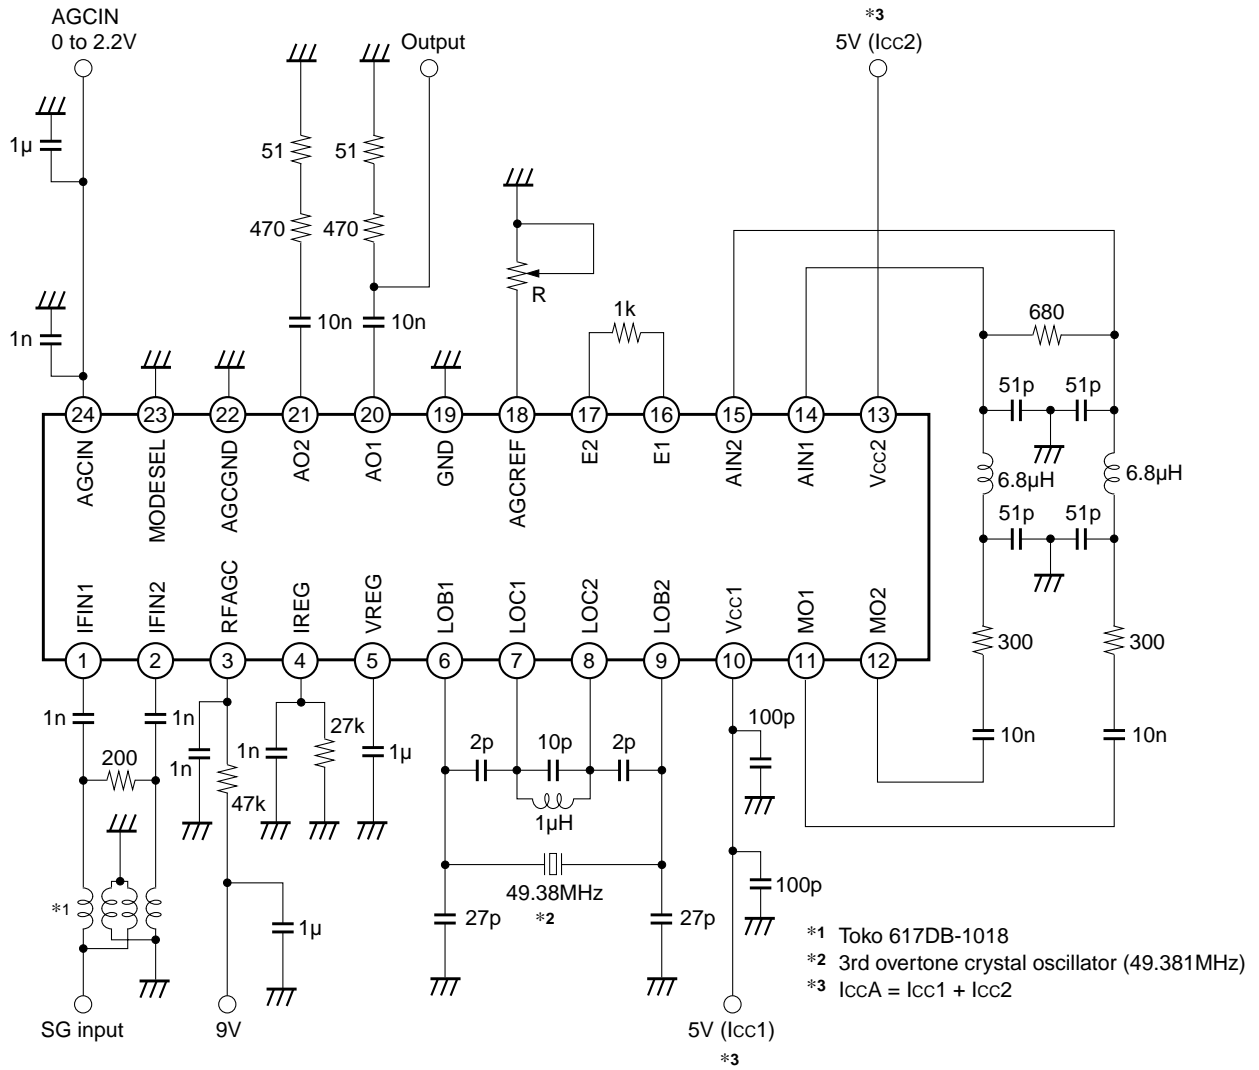 AGCIN
0 to 2.2V
*3
5V (Icc2)
Output
1µ
51
51
470
470
R
1n
10n
10n
1k
680
51p
51p
6.8µH
6.8µH
51p
51p
24
23
22
21
20
19
18
17
16
15
14
13
AGCIN
MODESEL
AGCGND
AO2
AO1
GND
AGCREF
E2
E1
AIN2
AIN1
Vcc2
IFIN1
IFIN2
RFAGC
IREG
VREG
LOB1
LOC1
LOC2
LOB2
Vcc1
MO1
MO2
1
2
3
4
5
6
7
8
9
10
11
12
300
300
10n
10n
1n
1n
200
1n
47k
1n
27k
1µ
2p
10p
2p
1µH
100p
100p
49.38MHz
*2
27p
27p
*1
1µ
SG input
9V
5V (Icc1)
*3
*1 Toko 617DB-1018
*2 3rd overtone crystal oscillator (49.381MHz)
*3 IccA = Icc1 + Icc2